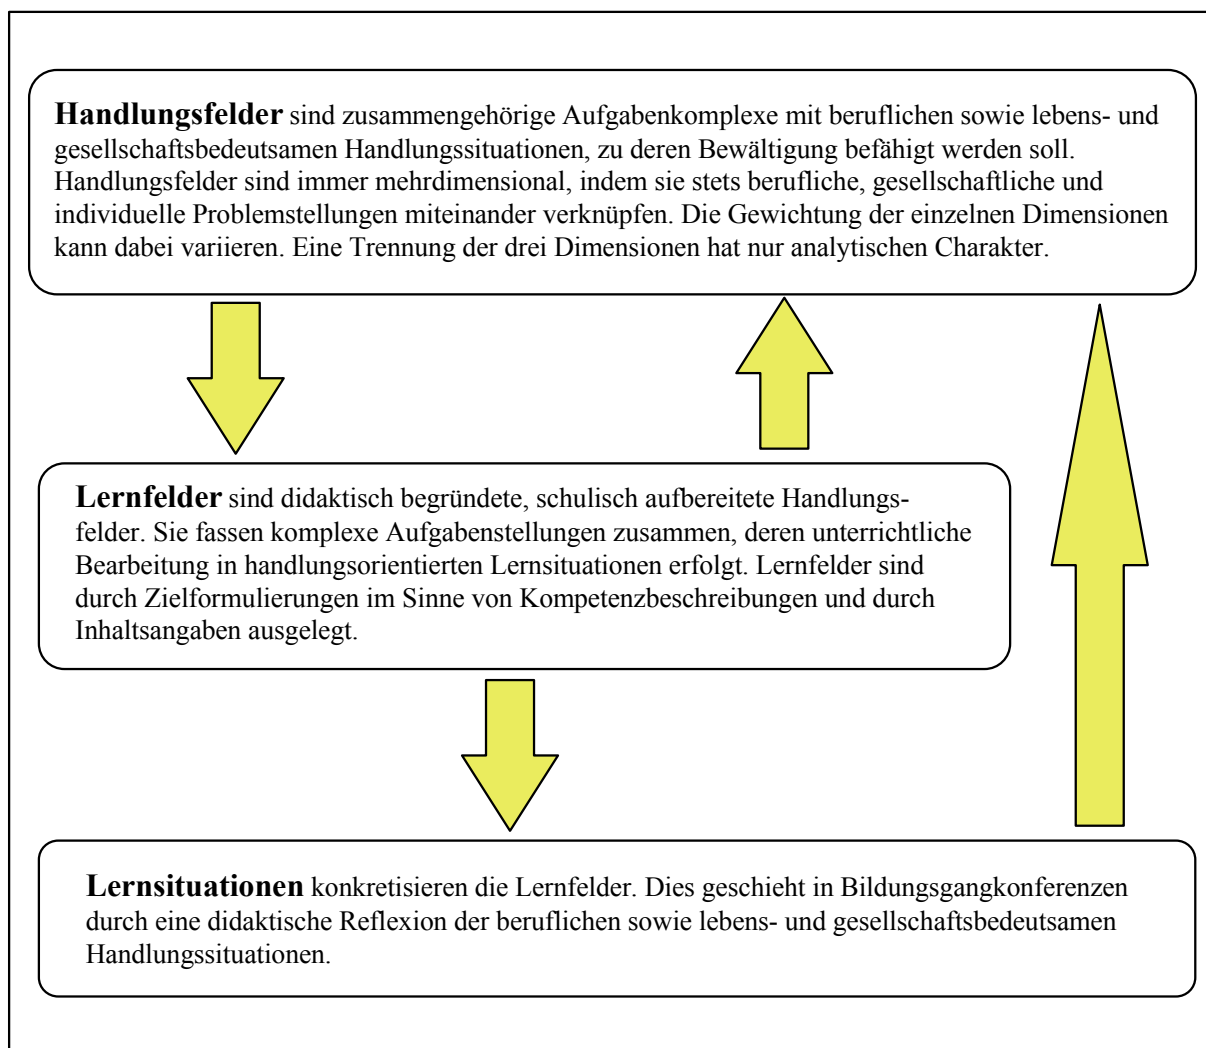 Handlungsfelder sind zusammengehörige Aufgabenkomplexe mit beruflichen sowie lebens- und
gesellschaftsbedeutsamen Handlungssituationen, zu deren Bewältigung befähigt werden soll.
Handlungsfelder sind immer mehrdimensional, indem sie stets berufliche, gesellschaftliche und
individuelle Problemstellungen miteinander verknüpfen. Die Gewichtung der einzelnen Dimensionen
kann dabei variieren. Eine Trennung der drei Dimensionen hat nur analytischen Charakter.
Lernfelder sind didaktisch begründete, schulisch aufbereitete Handlungs-
felder. Sie fassen komplexe Aufgabenstellungen zusammen, deren unterrichtliche
Bearbeitung in handlungsorientierten Lernsituationen erfolgt. Lernfelder sind
durch Zielformulierungen im Sinne von Kompetenzbeschreibungen und durch
Inhaltsangaben ausgelegt.
Lernsituationen konkretisieren die Lernfelder. Dies geschieht in Bildungsgangkonferenzen
durch eine didaktische Reflexion der beruflichen sowie lebens- und gesellschaftsbedeutsamen
Handlungssituationen.